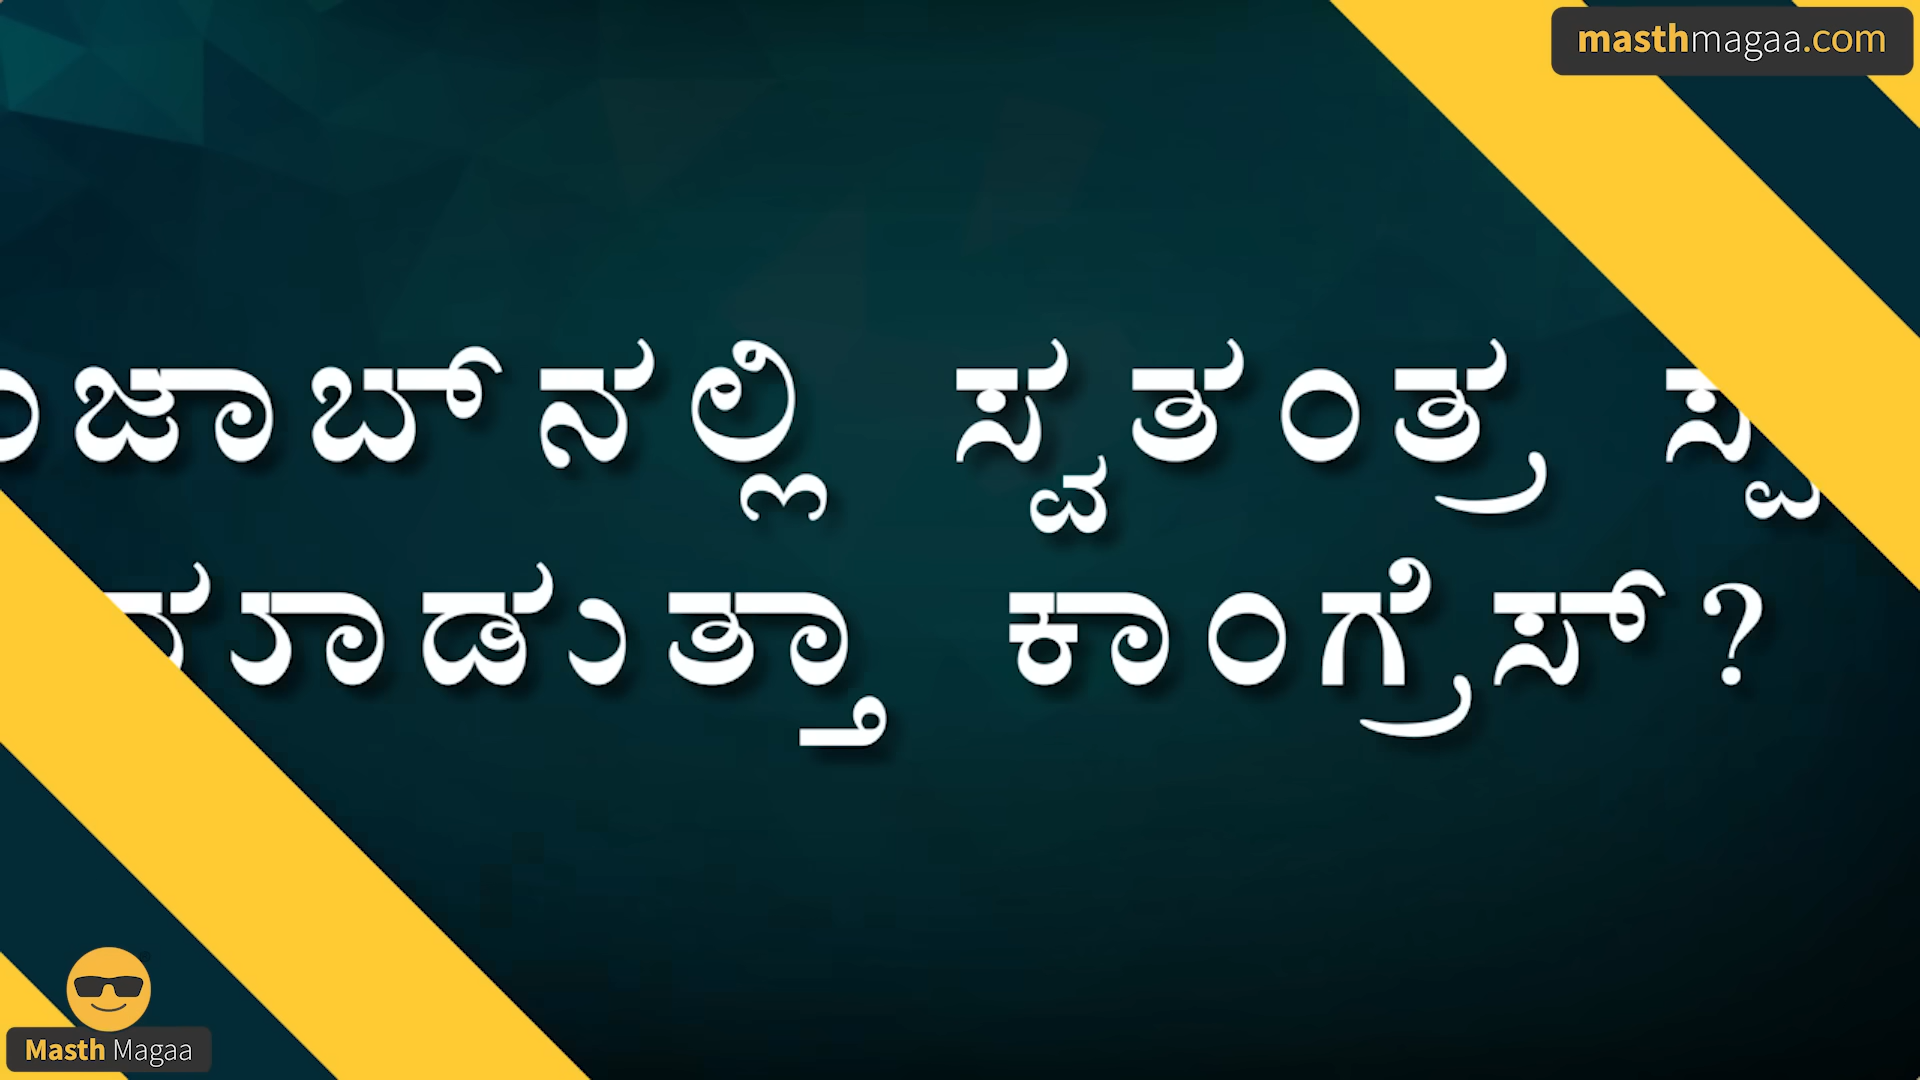 masthmagaa.com
ಂಜಾಬ್‌ನಲ್ಲಿ ಸ್ವತಂತ್ರ
ಮಾಡುತ್ತಾ ಕಾಂಗ್ರೆಸ್?
Masth Magaa